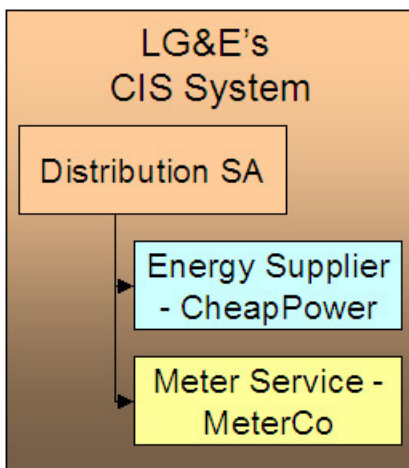 LG&E's
CIS System
Distribution SA
Energy Supplier
- CheapPower
Meter Service -
MeterCo